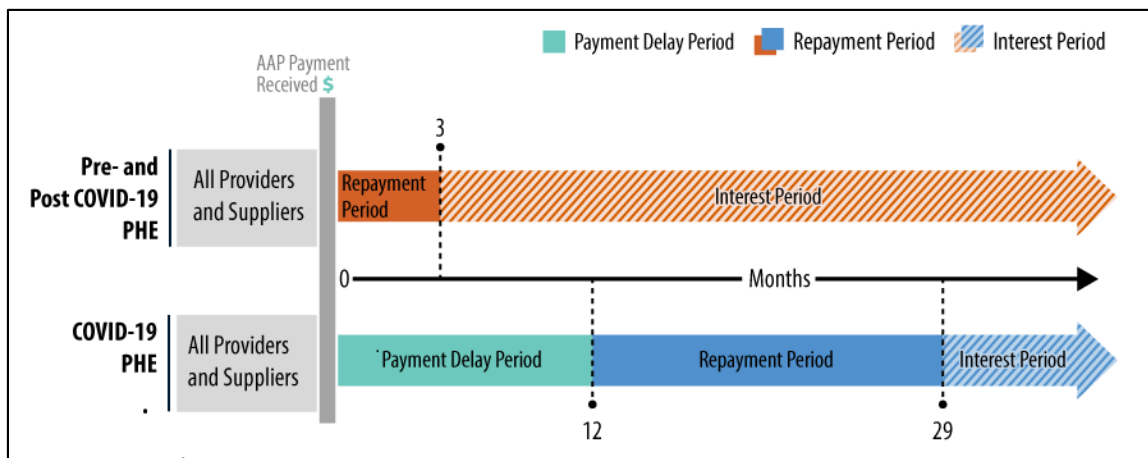 Payment Delay Period
Repayment Period
Interest Period
AAP Payment
Received $
3
Pre- and
Post COVID-19
PHE
All Providers
and Suppliers
Repayment
Period
Interest Period
0
Months
COVID-19
PHE
.
All Providers
and Suppliers
Payment Delay Period
Repayment Period
Interest Period
12
29